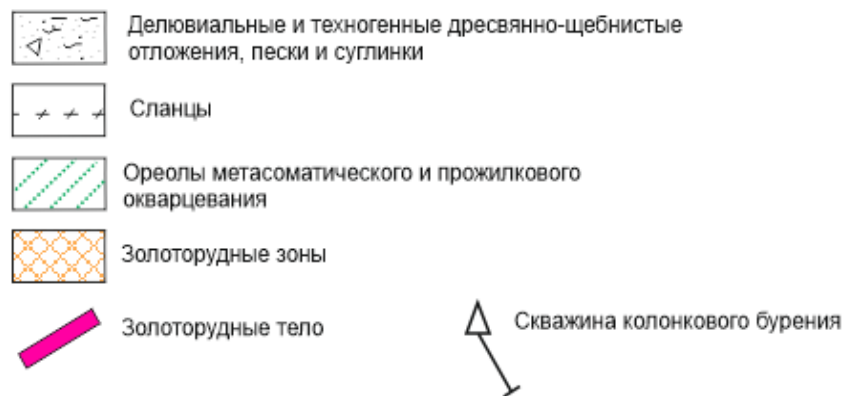 Делювиальные и техногенные дресвянно-щебнистые
отложения, пески и суглинки
Сланцы
Ореолы метасоматического и прожилкового
окварцевания
Золоторудные зоны
Золоторудные тело
Скважина колонкового бурения